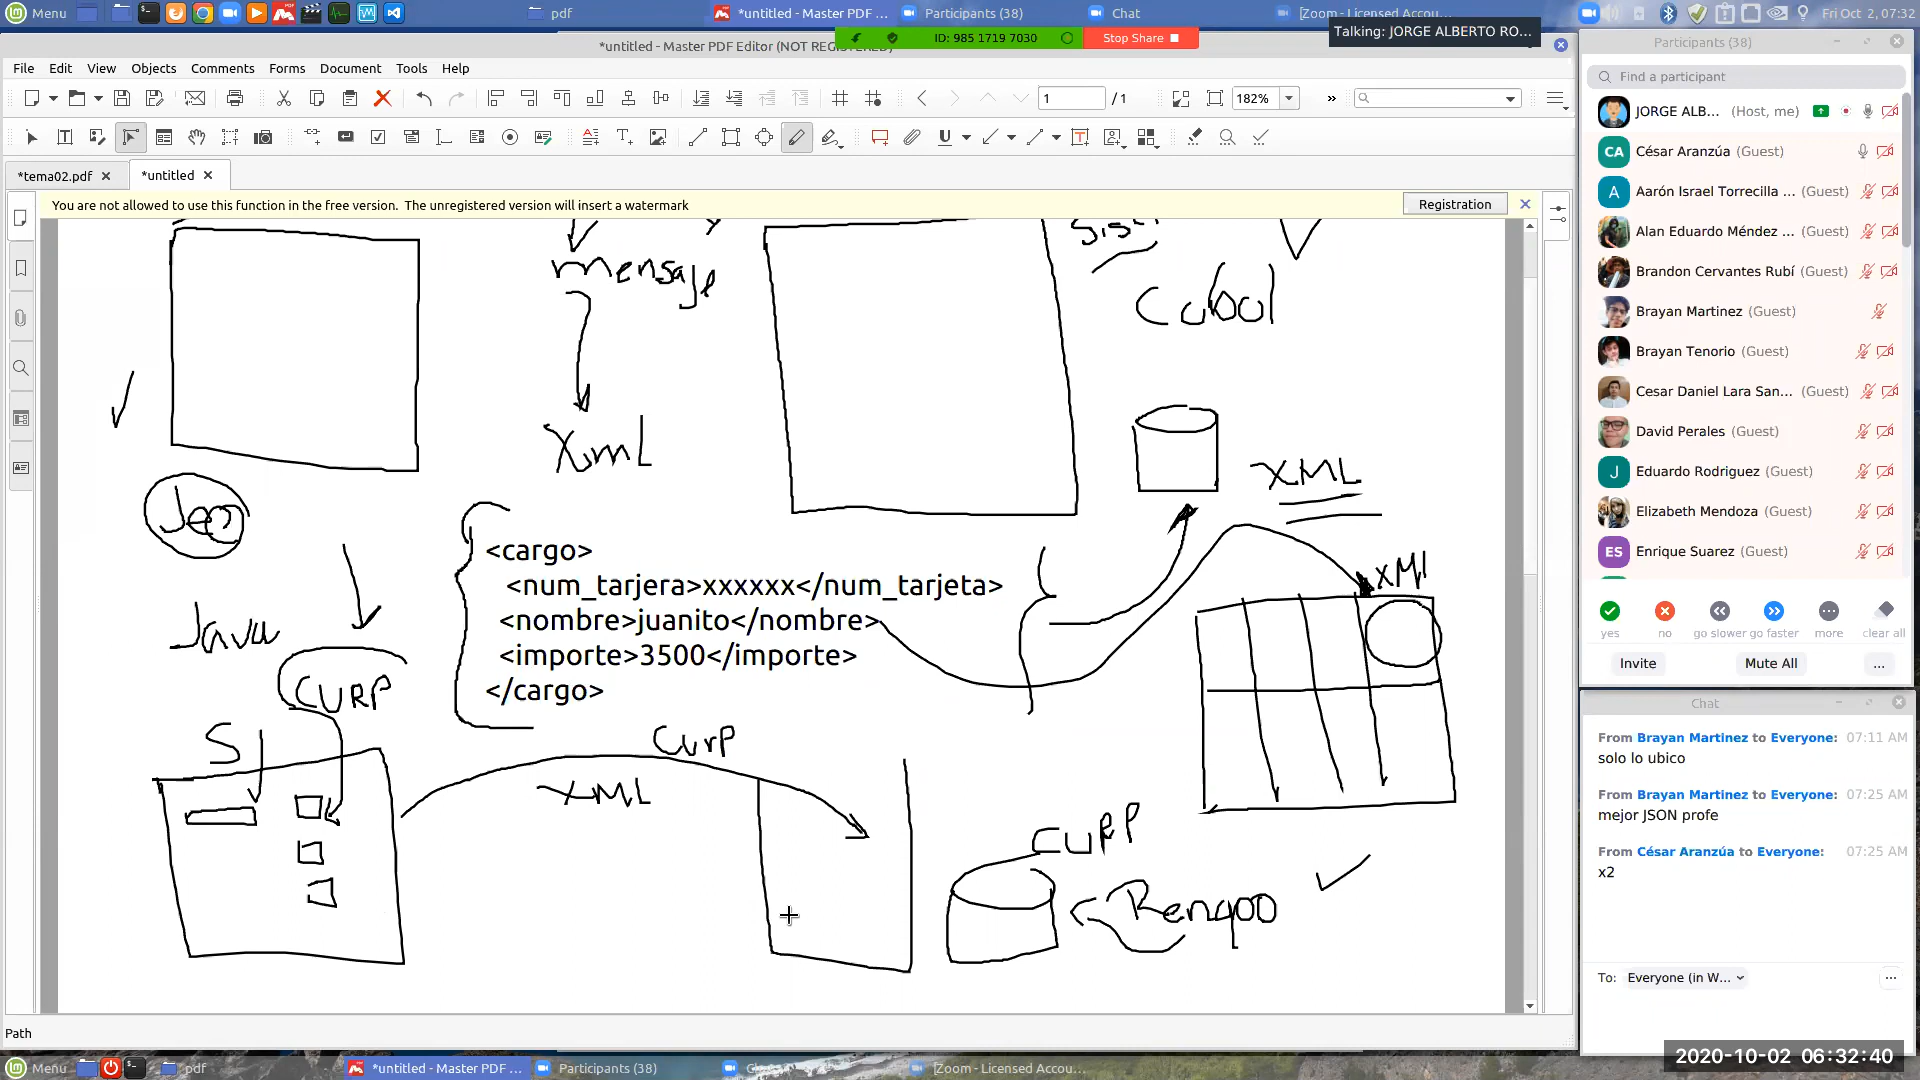 Menu
pdf
*untitled - Master PDF ...
Participants (38)
Chat
[Zoom - Licensed Accou...
Fri Oct 2, 07:32
*untitled - Master PDF Editor (NOT REGISTERED)
ID: 985 1719 7030
Stop Share
Talking: JORGE ALBERTO RO...
File Edit View Objects Comments Forms Document Tools Help
1 / 1
182%
*tema02.pdf
*untitled
You are not allowed to use this function in the free version. The unregistered version will insert a watermark
Registration
mensaje
Cobol
XML
XML
Jee
<cargo>
<num_tarjera>xxxxxx</num_tarjeta>
<nombre>juanito</nombre>
<importe>3500</importe>
</cargo>
XMl
Java
CURP
S
CurP
XML
CURP
Path
Participants (38)
Find a participant
JORGE ALB... (Host, me)
CA César Aranzúa (Guest)
A Aarón Israel Torrecilla ... (Guest)
Alan Eduardo Méndez ... (Guest)
Brandon Cervantes Rubí (Guest)
Brayan Martinez (Guest)
Brayan Tenorio (Guest)
Cesar Daniel Lara San... (Guest)
David Perales (Guest)
J Eduardo Rodriguez (Guest)
Elizabeth Mendoza (Guest)
ES Enrique Suarez (Guest)
yes no go slower go faster more clear all
Invite Mute All ...
Chat
From Brayan Martinez to Everyone: 07:11 AM
solo lo ubico
From Brayan Martinez to Everyone: 07:25 AM
mejor JSON profe
From César Aranzúa to Everyone: 07:25 AM
x2
To: Everyone (in W...
Menu
pdf
*untitled - Master PDF ...
Participants (38)
[Zoom - Licensed Accou...
2020-10-02 06:32:40